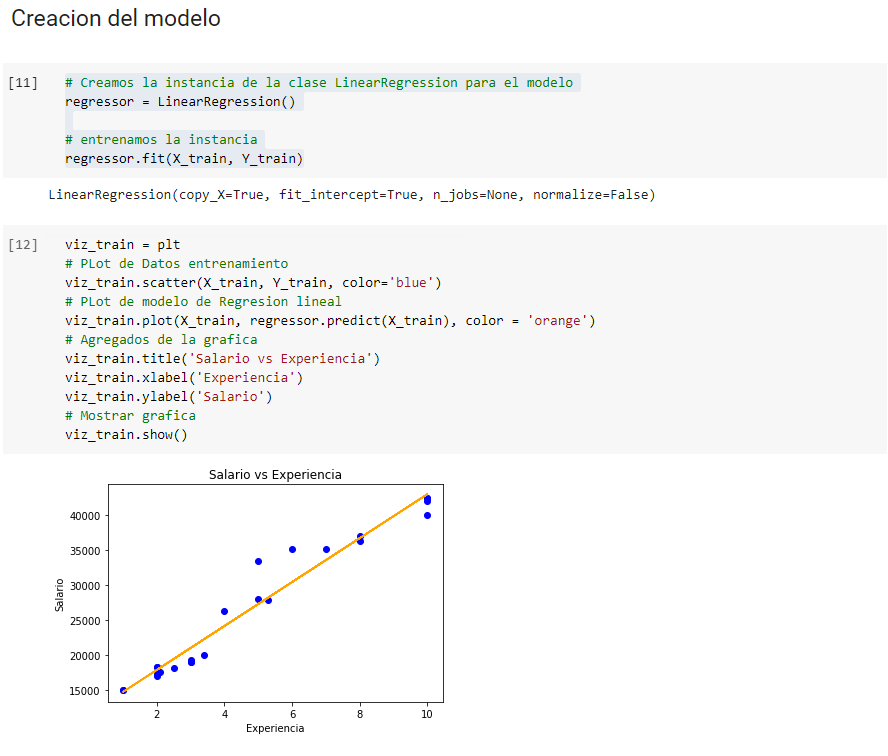 Creacion del modelo
[11] # Creamos la instancia de la clase LinearRegression para el modelo
regressor = LinearRegression()
# entrenamos la instancia
regressor.fit(X_train, Y_train)
LinearRegression(copy_X=True, fit_intercept=True, n_jobs=None, normalize=False)
[12] viz_train = plt
# PLot de Datos entrenamiento
viz_train.scatter(X_train, Y_train, color='blue')
# PLot de modelo de Regresion lineal
viz_train.plot(X_train, regressor.predict(X_train), color = 'orange')
# Agregados de la grafica
viz_train.title('Salario vs Experiencia')
viz_train.xlabel('Experiencia')
viz_train.ylabel('Salario')
# Mostrar grafica
viz_train.show()
Salario vs Experiencia
40000
35000
30000
25000
20000
15000
Salario
2 4 6 8 10
Experiencia